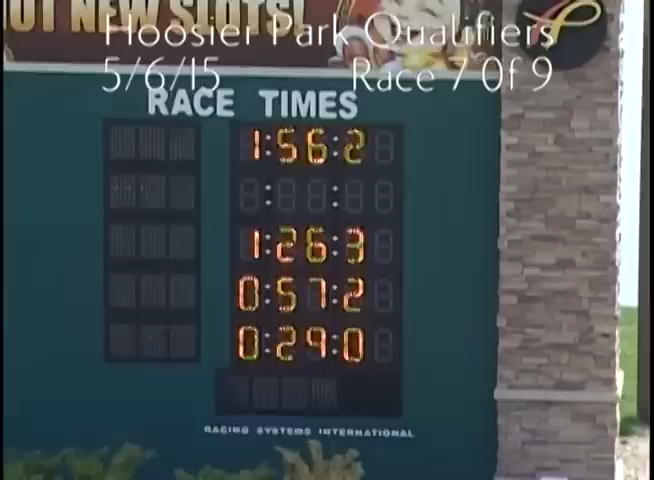 OT NEW SLOTS!
Hoosier Park Qualifiers
5/6/15 Race 7 Of 9
RACE TIMES
1:56:2
: :
1:26:3
0:57:2
0:29:0
RACING SYSTEMS INTERNATIONAL